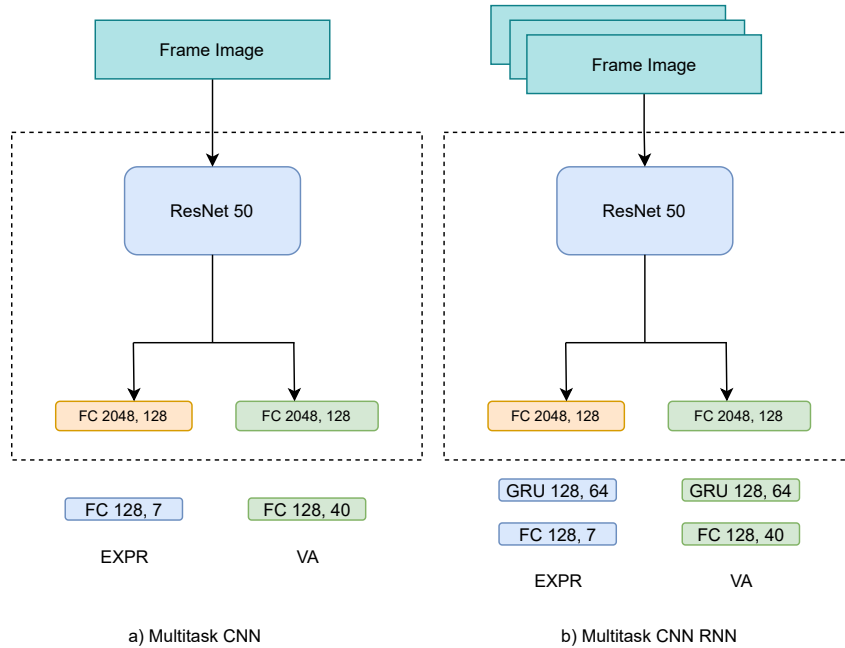 Frame Image
ResNet 50
FC 2048, 128
FC 2048, 128
FC 128, 7
FC 128, 40
EXPR
VA
a) Multitask CNN
Frame Image
ResNet 50
FC 2048, 128
FC 2048, 128
GRU 128, 64
GRU 128, 64
FC 128, 7
FC 128, 40
EXPR
VA
b) Multitask CNN RNN